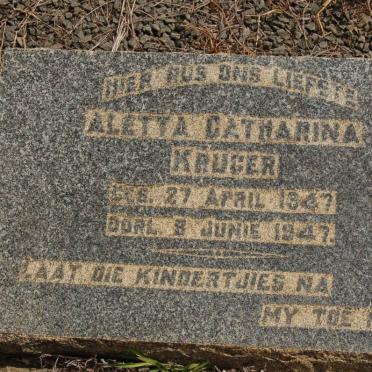 HIER RUS ONS LIEFSTE
ALETTA CATHARINA
KRUGER
GEB. 27 APRIL 1947
OORL. 8 JUNIE 1947.
LAAT DIE KINDERTJIES NA
MY TOE